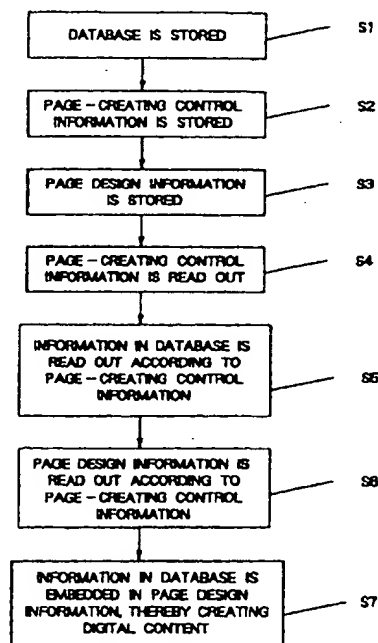 DATABASE IS STORED
S1
PAGE-CREATING CONTROL
INFORMATION IS STORED
S2
PAGE DESIGN INFORMATION
IS STORED
S3
PAGE-CREATING CONTROL
INFORMATION IS READ OUT
S4
INFORMATION IN DATABASE IS
READ OUT ACCORDING TO
PAGE-CREATING CONTROL
INFORMATION
S5
PAGE DESIGN INFORMATION IS
READ OUT ACCORDING TO
PAGE-CREATING CONTROL
INFORMATION
S6
INFORMATION IN DATABASE IS
EMBEDDED IN PAGE DESIGN
INFORMATION, THEREBY CREATING
DIGITAL CONTENT
S7